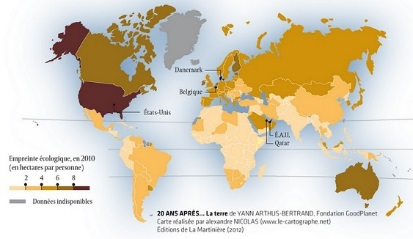 Danemark
Belgique
États-Unis
É.A.U.
Qatar
Empreinte écologique, en 2010
(en hectares par personne)
2 4 6 8
Données indisponibles
20 ANS APRÈS... La terre de YANN ARTHUS-BERTRAND. Fondation GoodPlanet
Carte réalisée par alexandre NICOLAS (www.le-cartographe.net)
Éditions de La Martinière (2012)